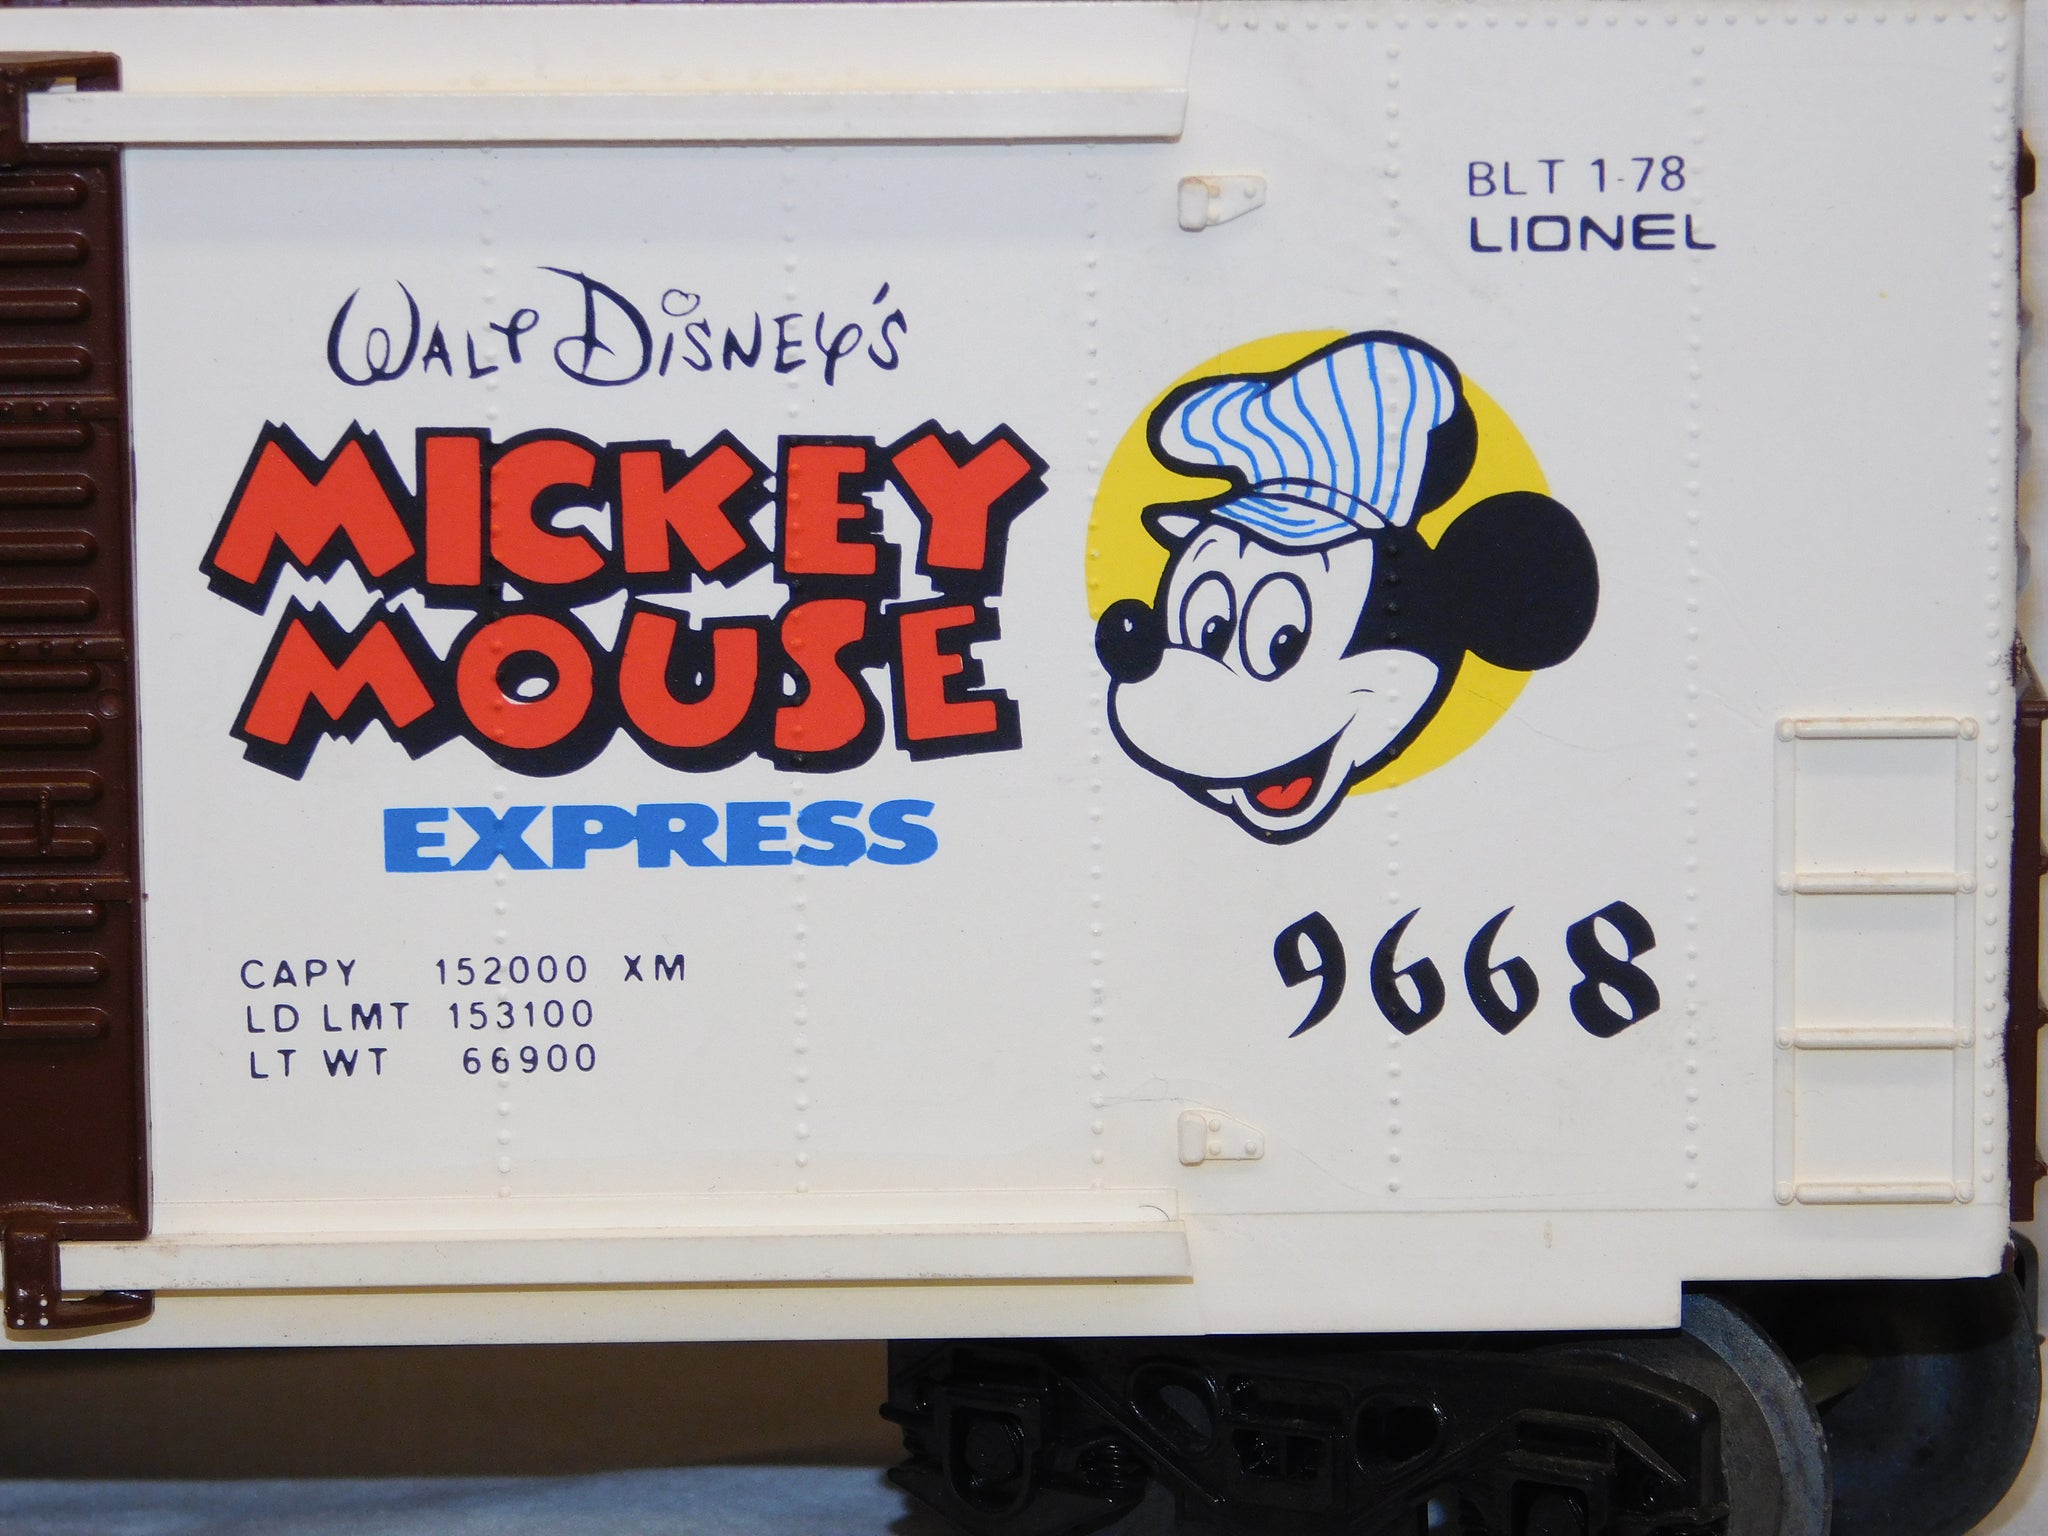 WALT DISNEY'S
MICKEY
MOUSE
EXPRESS
CAPY 152000 XM
LD LMT 153100
LT WT 66900
BLT 1-78
LIONEL
9668